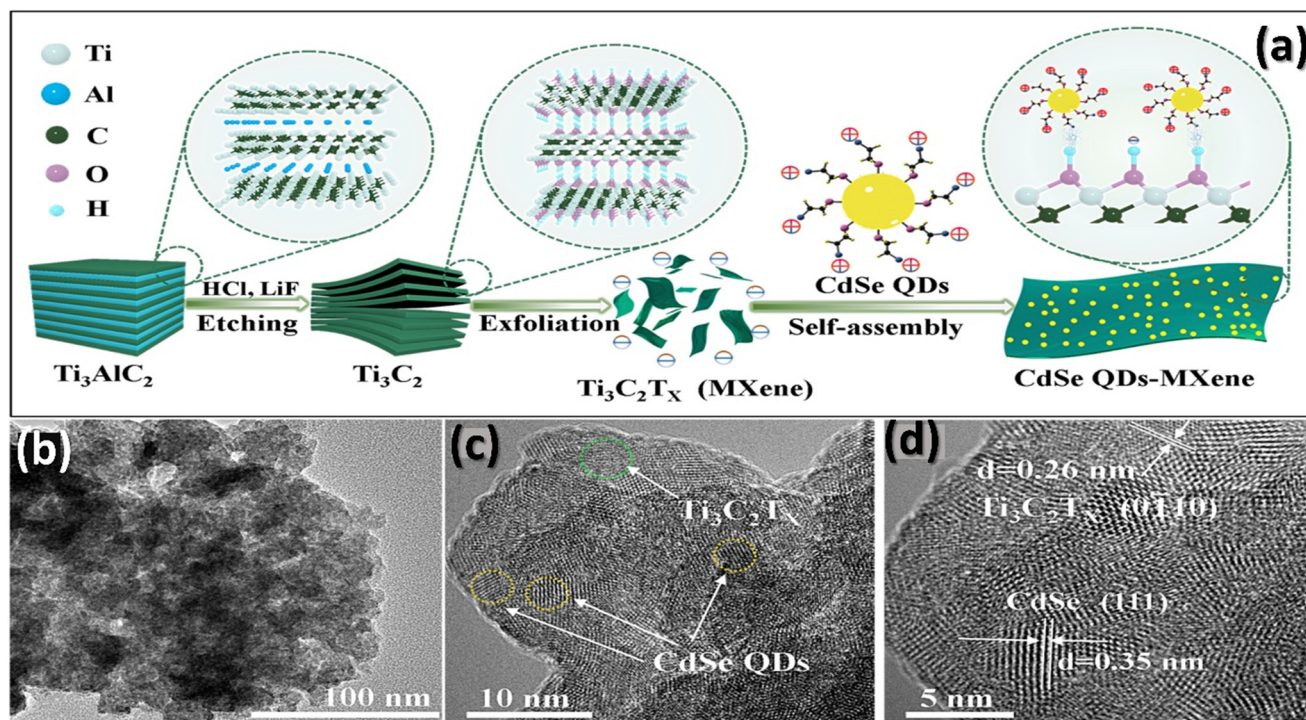 (a)
Ti
Al
C
O
H
HCl, LiF
Etching
Exfoliation
CdSe QDs
Self-assembly
Ti₃AlC₂
Ti₃C₂
Ti₃C₂Tₓ (MXene)
CdSe QDs-MXene
(b)
100 nm
(c)
Ti₃C₂Tₓ
CdSe QDs
10 nm
(d)
d=0.26 nm
Ti₃C₂Tₓ (0110)
CdSe (111)
d=0.35 nm
5 nm